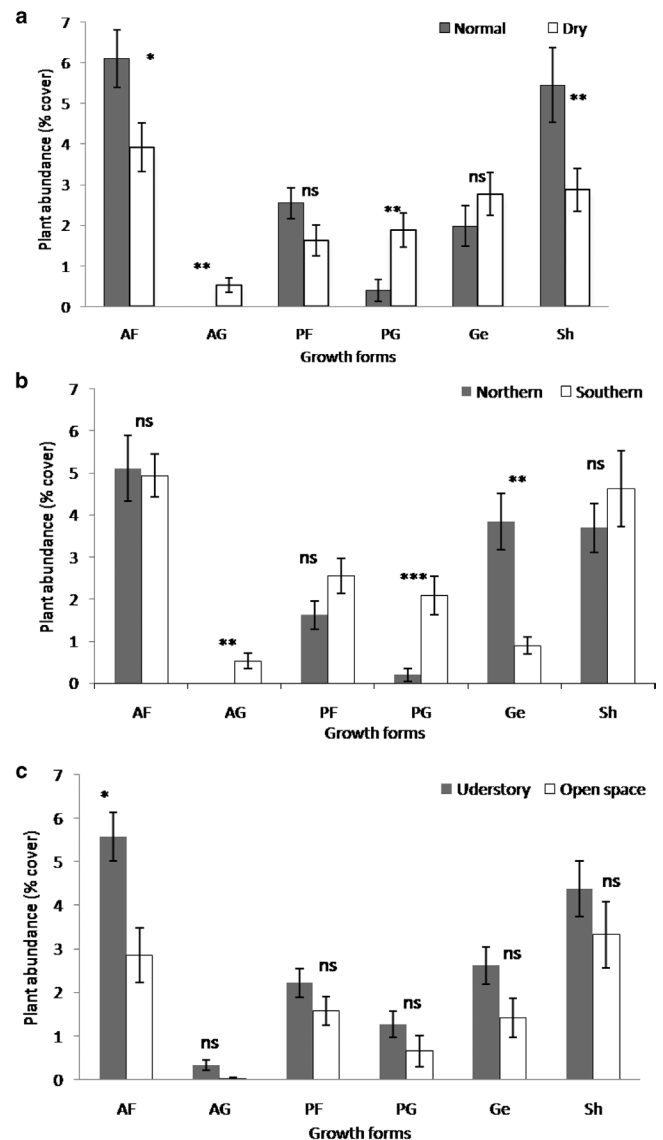 a
Normal Dry
Plant abundance (% cover)
7
6
5
4
3
2
1
0
*
**
ns
**
ns
**
AF AG PF PG Ge Sh
Growth forms
b
Northern Southern
Plant abundance (% cover)
7
6
5
4
3
2
1
0
ns
**
ns
***
**
ns
AF AG PF PG Ge Sh
Growth forms
c
Uderstory Open space
Plant abundance (% cover)
7
6
5
4
3
2
1
0
*
ns
ns
ns
ns
ns
AF AG PF PG Ge Sh
Growth forms